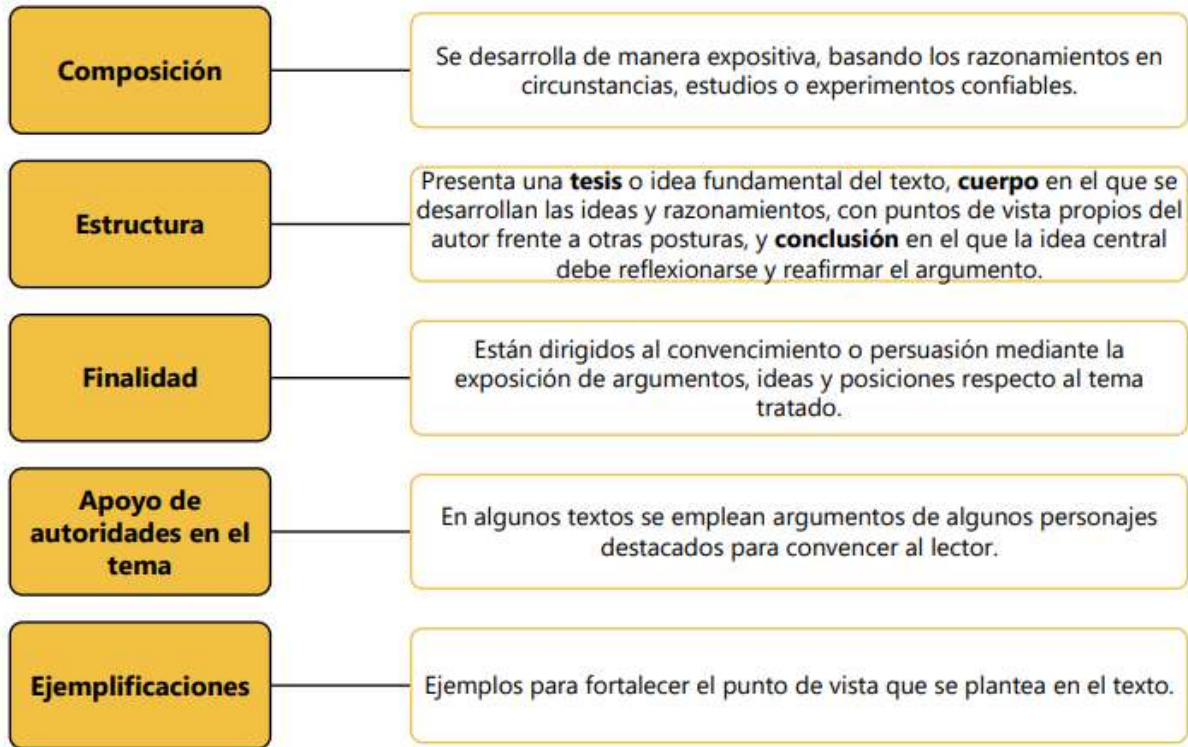 Composición
Se desarrolla de manera expositiva, basando los razonamientos en
circunstancias, estudios o experimentos confiables.
Estructura
Presenta una tesis o idea fundamental del texto, cuerpo en el que se
desarrollan las ideas y razonamientos, con puntos de vista propios del
autor frente a otras posturas, y conclusión en el que la idea central
debe reflexionarse y reafirmar el argumento.
Finalidad
Están dirigidos al convencimiento o persuasión mediante la
exposición de argumentos, ideas y posiciones respecto al tema
tratado.
Apoyo de
autoridades en el
tema
En algunos textos se emplean argumentos de algunos personajes
destacados para convencer al lector.
Ejemplificaciones
Ejemplos para fortalecer el punto de vista que se plantea en el texto.